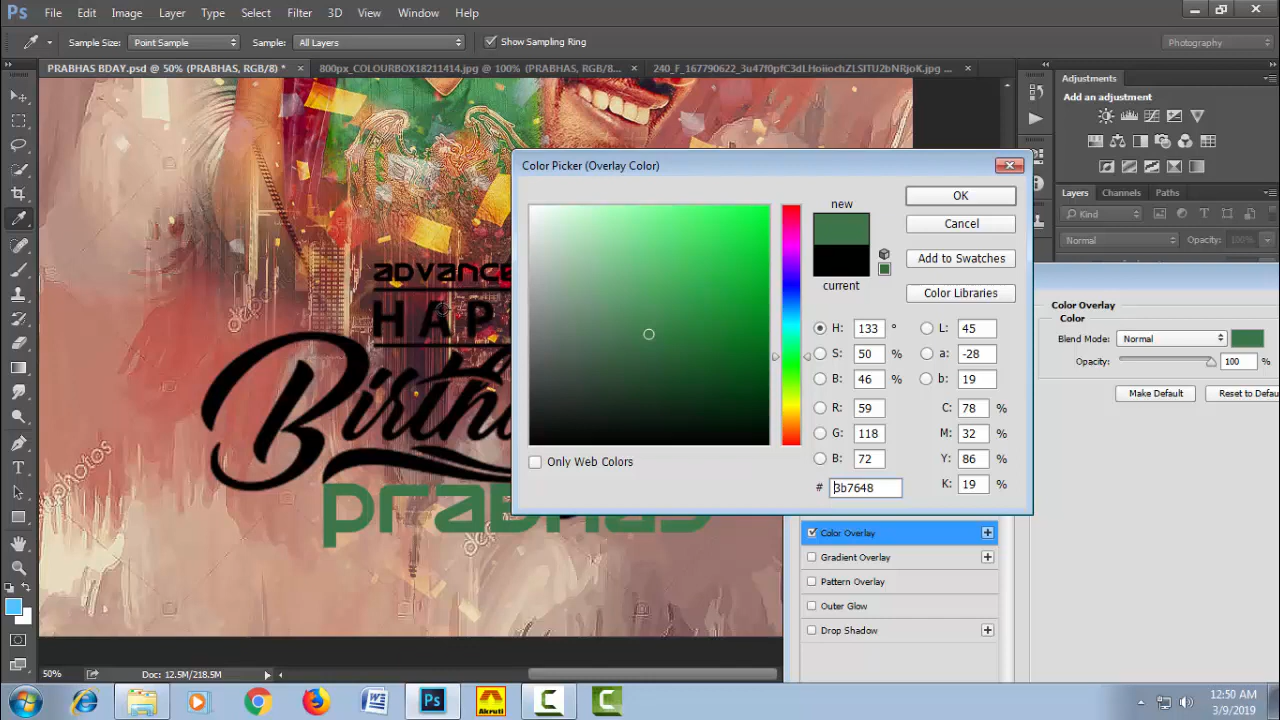 Ps File Edit Image Layer Type Select Filter 3D View Window Help
Sample Size: Point Sample Sample: All Layers Show Sampling Ring Photography
PRABHAS BDAY.psd @ 50% (PRABHAS, RGB/8) * × 800px_COLOURBOX18211414.jpg @ 100% (PRABHAS, RGB/8... × 240_F_167790622_3u47f0pfC3dLHoiiochZLSITU2bNRjoK.jpg ... ×
Adjustments
Add an adjustment
Layers Channels Paths
Kind
Normal Opacity: 100%
Color Picker (Overlay Color)
new
current
OK
Cancel
Add to Swatches
Color Libraries
H: 133 °
S: 50 %
B: 46 %
R: 59
G: 118
B: 72
L: 45
a: -28
b: 19
C: 78 %
M: 32 %
Y: 86 %
K: 19 %
# 3b7648
Only Web Colors
Color Overlay
Color
Blend Mode: Normal
Opacity: 100 %
Make Default Reset to Defau
Color Overlay
Gradient Overlay
Pattern Overlay
Outer Glow
Drop Shadow
advance
HAP
Birth
prabhas
depositphotos
50% Doc: 12.5M/218.5M
Ps Akruti
12:50 AM
3/9/2019